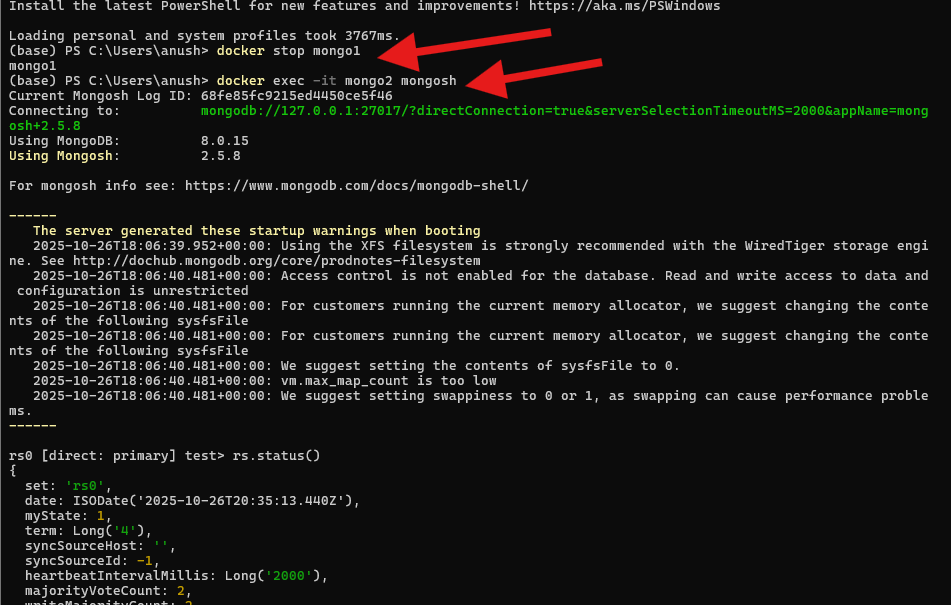 Install the latest PowerShell for new features and improvements! https://aka.ms/PSWindows
Loading personal and system profiles took 3767ms.
(base) PS C:\Users\anush> docker stop mongo1
mongo1
(base) PS C:\Users\anush> docker exec -it mongo2 mongosh
Current Mongosh Log ID: 68fe85fc9215ed4450ce5f46
Connecting to:          mongodb://127.0.0.1:27017/?directConnection=true&serverSelectionTimeoutMS=2000&appName=mong
osh+2.5.8
Using MongoDB:          8.0.15
Using Mongosh:          2.5.8
For mongosh info see: https://www.mongodb.com/docs/mongodb-shell/
------
   The server generated these startup warnings when booting
   2025-10-26T18:06:39.952+00:00: Using the XFS filesystem is strongly recommended with the WiredTiger storage engi
ne. See http://dochub.mongodb.org/core/prodnotes-filesystem
   2025-10-26T18:06:40.481+00:00: Access control is not enabled for the database. Read and write access to data and
 configuration is unrestricted
   2025-10-26T18:06:40.481+00:00: For customers running the current memory allocator, we suggest changing the conte
nts of the following sysfsFile
   2025-10-26T18:06:40.481+00:00: For customers running the current memory allocator, we suggest changing the conte
nts of the following sysfsFile
   2025-10-26T18:06:40.481+00:00: We suggest setting the contents of sysfsFile to 0.
   2025-10-26T18:06:40.481+00:00: vm.max_map_count is too low
   2025-10-26T18:06:40.481+00:00: We suggest setting swappiness to 0 or 1, as swapping can cause performance proble
ms.
------
rs0 [direct: primary] test> rs.status()
{
  set: 'rs0',
  date: ISODate('2025-10-26T20:35:13.440Z'),
  myState: 1,
  term: Long('4'),
  syncSourceHost: '',
  syncSourceId: -1,
  heartbeatIntervalMillis: Long('2000'),
  majorityVoteCount: 2,
  writeMajorityCount: 2